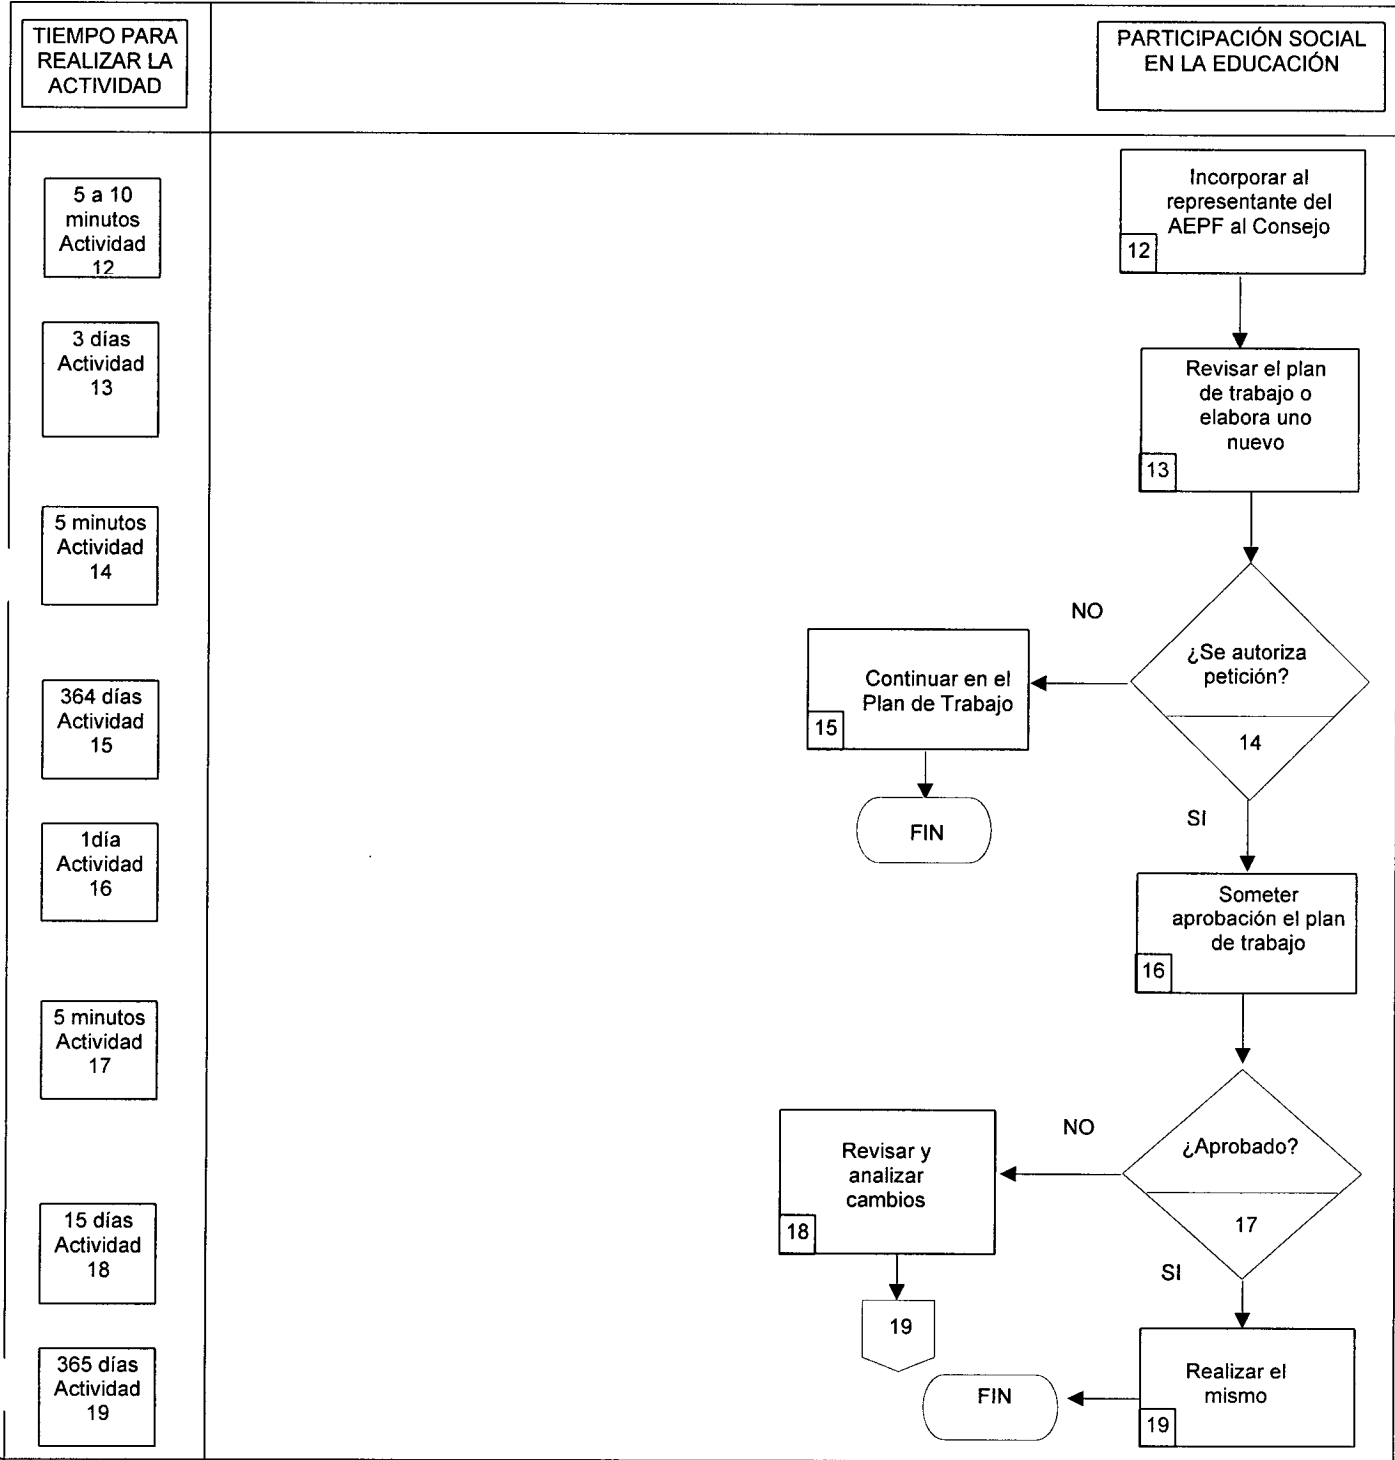 TIEMPO PARA
REALIZAR LA
ACTIVIDAD
PARTICIPACIÓN SOCIAL
EN LA EDUCACIÓN
5 a 10
minutos
Actividad
12
Incorporar al
representante del
AEPF al Consejo
12
3 días
Actividad
13
Revisar el plan
de trabajo o
elabora uno
nuevo
13
5 minutos
Actividad
14
NO
¿Se autoriza
petición?
14
364 días
Actividad
15
Continuar en el
Plan de Trabajo
15
FIN
SI
1día
Actividad
16
Someter
aprobación el plan
de trabajo
16
5 minutos
Actividad
17
NO
¿Aprobado?
17
Revisar y
analizar
cambios
18
15 días
Actividad
18
SI
19
365 días
Actividad
19
Realizar el
mismo
19
FIN